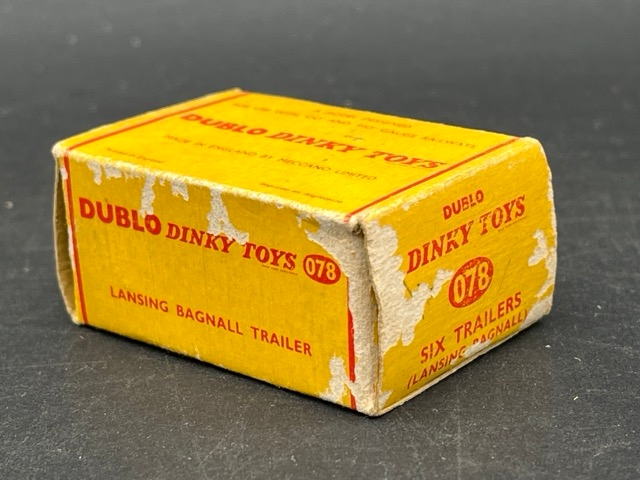 DUBLO DINKY TOYS
MADE IN ENGLAND BY MECCANO LIMITED
DUBLO DINKY TOYS 078
LANSING BAGNALL TRAILER
DUBLO
DINKY TOYS
078
SIX TRAILERS
(LANSING BAGNALL)